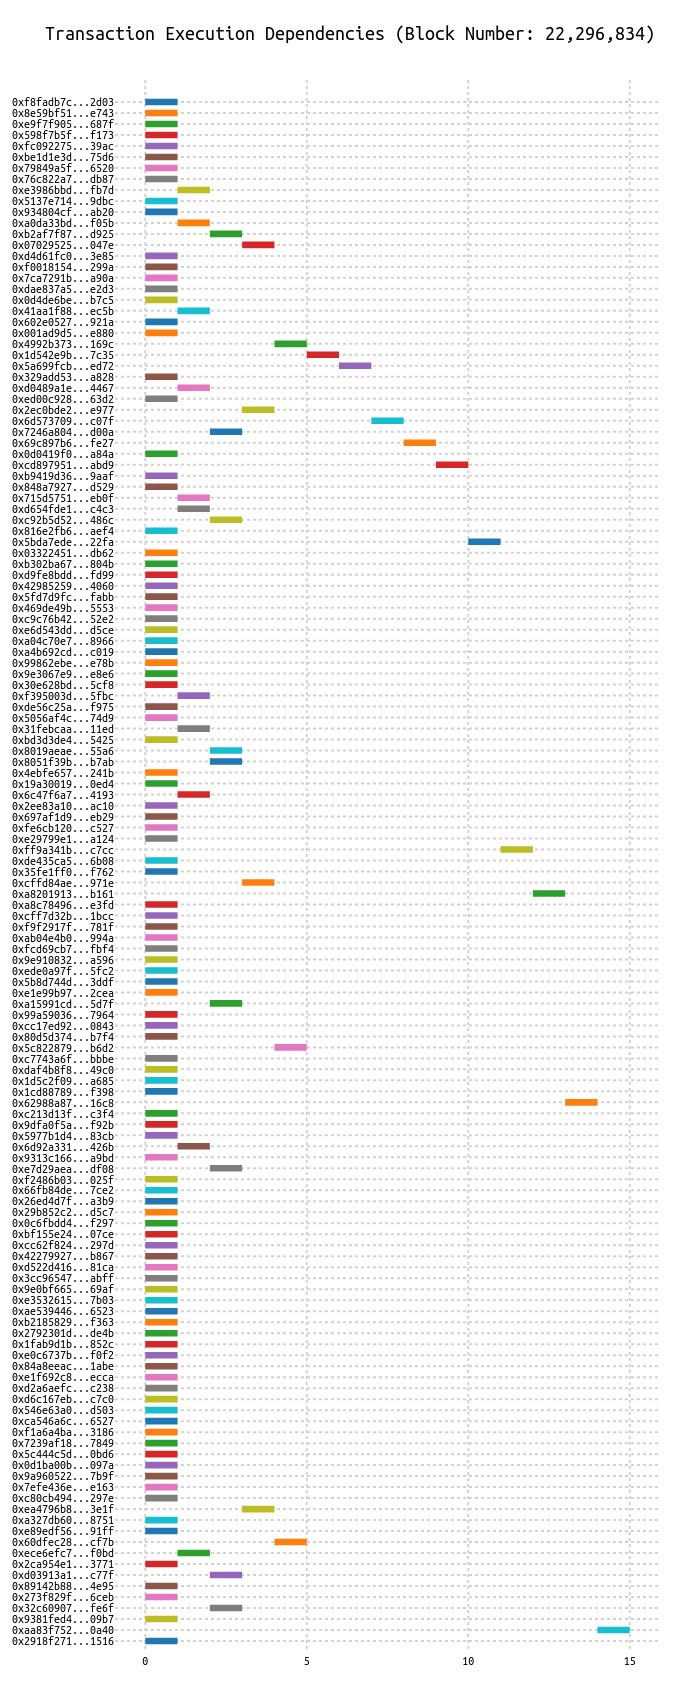 Transaction Execution Dependencies (Block Number: 22,296,834)
0xf8fadb7c...2d03
0x8e59bf51...e743
0xe9f7f905...687f
0x598f7b5f...f173
0xfc092275...39ac
0xbe1d1e3d...75d6
0x79849a5f...6520
0x76c822a7...db87
0xe3986bbd...fb7d
0x5137e714...9dbc
0x934804cf...ab20
0xa0da33bd...f05b
0xb2af7f87...d925
0x07029525...047e
0xd4d61fc0...3e85
0xf0018154...299a
0x7ca7291b...a90a
0xdae837a5...e2d3
0x0d4de6be...b7c5
0x41aa1f88...ec5b
0x602e0527...921a
0x001ad9d5...e880
0x4992b373...169c
0x1d542e9b...7c35
0x5a699fcb...ed72
0x329add53...a828
0xd0489a1e...4467
0xed00c928...63d2
0x2ec0bde2...e977
0x6d573709...c07f
0x7246a804...d00a
0x69c897b6...fe27
0x0d0419f0...a84a
0xcd897951...abd9
0xb9419d36...9aaf
0x848a7927...d529
0x715d5751...eb0f
0xd654fde1...c4c3
0xc92b5d52...486c
0x816e2fb6...aef4
0x5bda7ede...22fa
0x03322451...db62
0xb302ba67...804b
0xd9fe8bdd...fd99
0x42985259...4060
0x5fd7d9fc...fabb
0x469de49b...5553
0xc9c76b42...52e2
0xe6d543dd...d5ce
0xa04c70e7...8966
0xa4b692cd...c019
0x99862ebe...e78b
0x9e3067e9...e8e6
0x30e628bd...5cf8
0xf395003d...5fbc
0xde56c25a...f975
0x5056af4c...74d9
0x31febcaa...11ed
0xbd3d3de4...5425
0x8019aeae...55a6
0x8051f39b...b7ab
0x4ebfe657...241b
0x19a30019...0ed4
0x6c47f6a7...4193
0x2ee83a10...ac10
0x697af1d9...eb29
0xfe6cb120...c527
0xe29799e1...a124
0xff9a341b...c7cc
0xde435ca5...6b08
0x35fe1ff0...f762
0xcffd84ae...971e
0xa8201913...b161
0xa8c78496...e3fd
0xcff7d32b...1bcc
0xf9f2917f...781f
0xab04e4b0...994a
0xfcd69cb7...fbf4
0x9e910832...a596
0xede0a97f...5fc2
0x5b8d744d...3ddf
0xe1e99b97...2cea
0xa15991cd...5d7f
0x99a59036...7964
0xcc17ed92...0843
0x80d5d374...b7f4
0x5c822879...b6d2
0xc7743a6f...bbbe
0xdaf4b8f8...49c0
0x1d5c2f09...a685
0x1cd88789...f398
0x62988a87...16c8
0xc213d13f...c3f4
0x9dfa0f5a...f92b
0x5977b1d4...83cb
0x6d92a331...426b
0x9313c166...a9bd
0xe7d29aea...df08
0xf2486b03...025f
0x66fb84de...7ce2
0x26ed4d7f...a3b9
0x29b852c2...d5c7
0x0c6fbdd4...f297
0xbf155e24...07ce
0xcc62f824...297d
0x42279927...b867
0xd522d416...81ca
0x3cc96547...abff
0x9e0bf665...69af
0xe3532615...7b03
0xae539446...6523
0xb2185829...f363
0x2792301d...de4b
0x1fab9d1b...852c
0xe0c6737b...f0f2
0x84a8eeac...1abe
0xe1f692c8...ecca
0xd2a6aefc...c238
0xd6c167eb...c7c0
0x546e63a0...d503
0xca546a6c...6527
0xf1a6a4ba...3186
0x7239af18...7849
0x5c444c5d...0bd6
0x0d1ba00b...097a
0x9a960522...7b9f
0x7efe436e...e163
0xc80cb494...297e
0xea4796b8...3e1f
0xa327db60...8751
0xe89edf56...91ff
0x60dfec28...cf7b
0xece6efc7...f0bd
0x2ca954e1...3771
0xd03913a1...c77f
0x89142b88...4e95
0x273f829f...6ceb
0x32c60907...fe6f
0x9381fed4...09b7
0xaa83f752...0a40
0x2918f271...1516
0 5 10 15